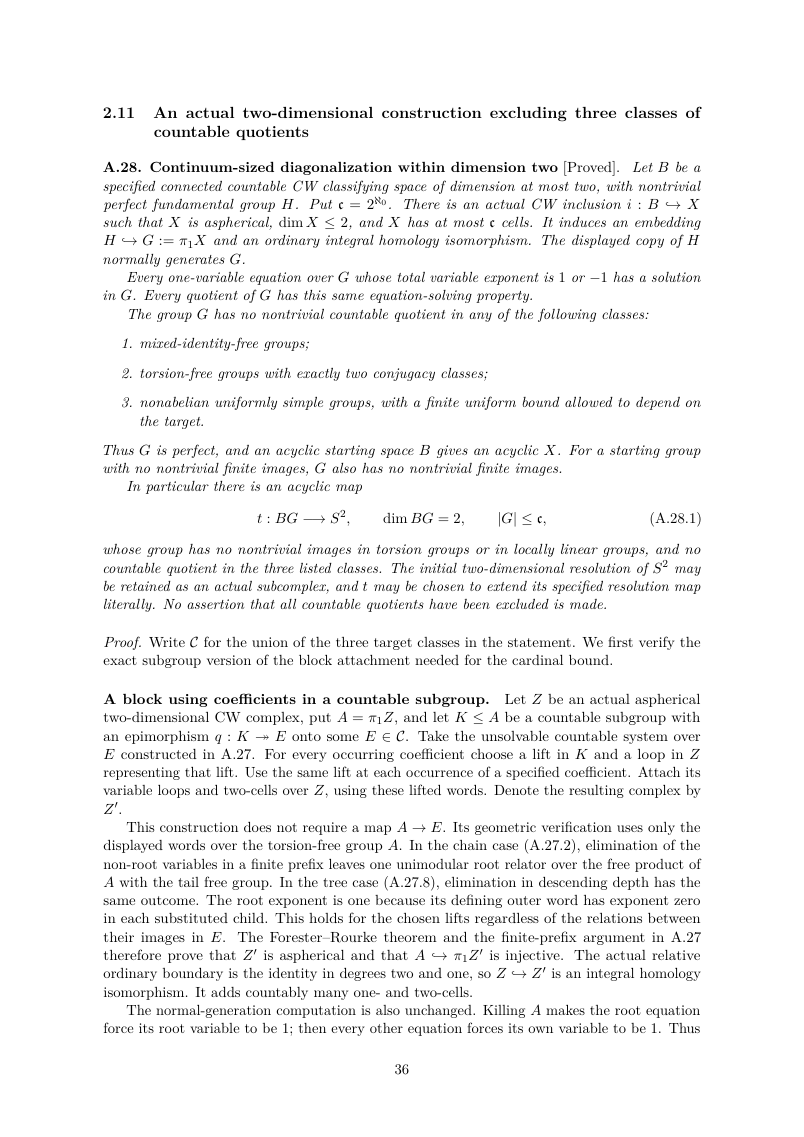 2.11 An actual two-dimensional construction excluding three classes of
countable quotients
A.28. Continuum-sized diagonalization within dimension two [Proved]. Let B be a
specified connected countable CW classifying space of dimension at most two, with nontrivial
perfect fundamental group H. Put 𝔠 = 2^ℵ₀. There is an actual CW inclusion i : B ↪ X
such that X is aspherical, dim X ≤ 2, and X has at most 𝔠 cells. It induces an embedding
H ↪ G := π₁X and an ordinary integral homology isomorphism. The displayed copy of H
normally generates G.
Every one-variable equation over G whose total variable exponent is 1 or −1 has a solution
in G. Every quotient of G has this same equation-solving property.
The group G has no nontrivial countable quotient in any of the following classes:
1. mixed-identity-free groups;
2. torsion-free groups with exactly two conjugacy classes;
3. nonabelian uniformly simple groups, with a finite uniform bound allowed to depend on
the target.
Thus G is perfect, and an acyclic starting space B gives an acyclic X. For a starting group
with no nontrivial finite images, G also has no nontrivial finite images.
In particular there is an acyclic map
t : BG ⟶ S², dim BG = 2, |G| ≤ 𝔠, (A.28.1)
whose group has no nontrivial images in torsion groups or in locally linear groups, and no
countable quotient in the three listed classes. The initial two-dimensional resolution of S² may
be retained as an actual subcomplex, and t may be chosen to extend its specified resolution map
literally. No assertion that all countable quotients have been excluded is made.
Proof. Write 𝒞 for the union of the three target classes in the statement. We first verify the
exact subgroup version of the block attachment needed for the cardinal bound.
A block using coefficients in a countable subgroup. Let Z be an actual aspherical
two-dimensional CW complex, put A = π₁Z, and let K ≤ A be a countable subgroup with
an epimorphism q : K ↠ E onto some E ∈ 𝒞. Take the unsolvable countable system over
E constructed in A.27. For every occurring coefficient choose a lift in K and a loop in Z
representing that lift. Use the same lift at each occurrence of a specified coefficient. Attach its
variable loops and two-cells over Z, using these lifted words. Denote the resulting complex by
Z′.
This construction does not require a map A → E. Its geometric verification uses only the
displayed words over the torsion-free group A. In the chain case (A.27.2), elimination of the
non-root variables in a finite prefix leaves one unimodular root relator over the free product of
A with the tail free group. In the tree case (A.27.8), elimination in descending depth has the
same outcome. The root exponent is one because its defining outer word has exponent zero
in each substituted child. This holds for the chosen lifts regardless of the relations between
their images in E. The Forester–Rourke theorem and the finite-prefix argument in A.27
therefore prove that Z′ is aspherical and that A ↪ π₁Z′ is injective. The actual relative
ordinary boundary is the identity in degrees two and one, so Z ↪ Z′ is an integral homology
isomorphism. It adds countably many one- and two-cells.
The normal-generation computation is also unchanged. Killing A makes the root equation
force its root variable to be 1; then every other equation forces its own variable to be 1. Thus
36